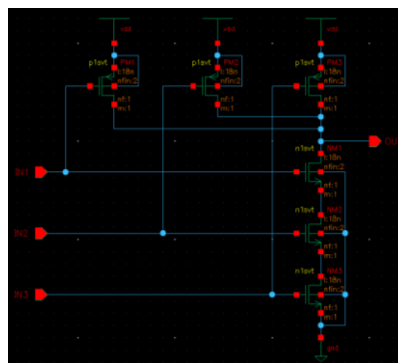 vdd
vdd
vdd
p1svt
PM1
l:18n
nfin:2
nf:1
m:1
p1svt
PM2
l:18n
nfin:2
nf:1
m:1
p1svt
l:18n
nfin:2
nf:1
m:1
OU
n1svt
NM1
l:18n
nfin:2
nf:1
m:1
IN1
n1svt
NM2
l:18n
nfin:2
nf:1
m:1
IN2
n1svt
NM3
l:18n
nfin:2
nf:1
m:1
IN3
gnd